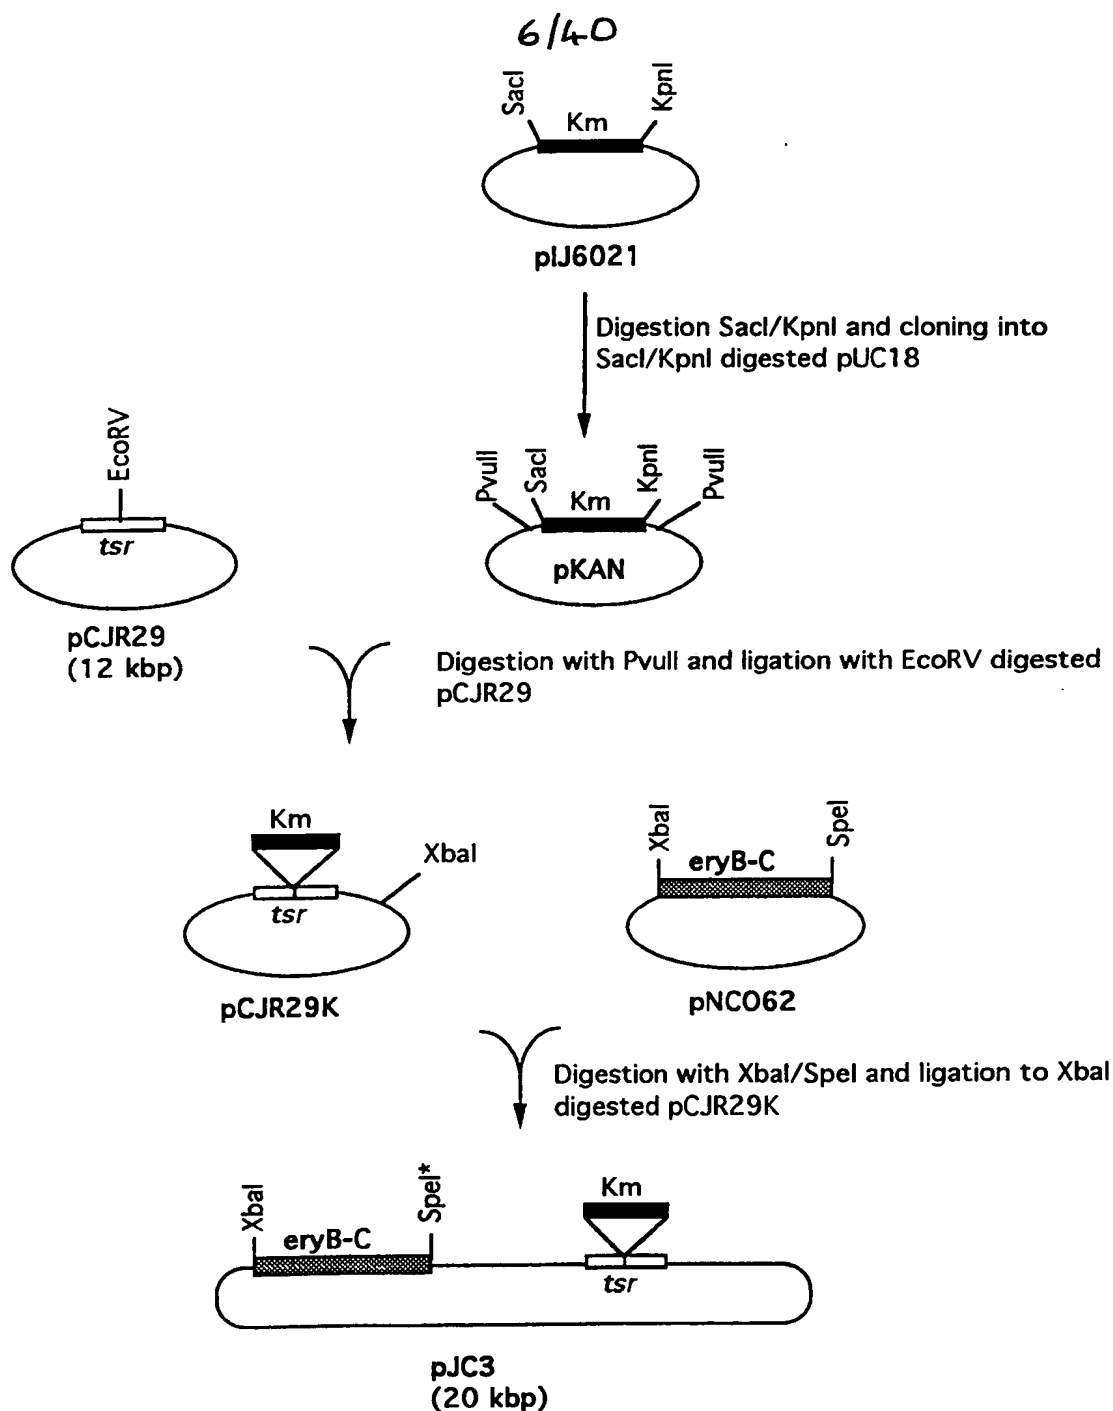 6/40
SacI
KpnI
Km
pIJ6021
Digestion SacI/KpnI and cloning into
SacI/KpnI digested pUC18
EcoRV
tsr
pCJR29
(12 kbp)
PvuII
SacI
Km
KpnI
PvuII
pKAN
Digestion with PvuII and ligation with EcoRV digested
pCJR29
Km
XbaI
tsr
pCJR29K
XbaI
SpeI
eryB-C
pNCO62
Digestion with XbaI/SpeI and ligation to XbaI
digested pCJR29K
XbaI
SpeI*
eryB-C
Km
tsr
pJC3
(20 kbp)